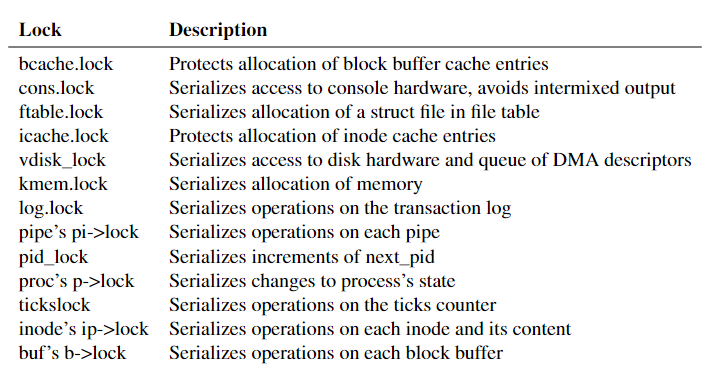 Lock Description
bcache.lock Protects allocation of block buffer cache entries
cons.lock Serializes access to console hardware, avoids intermixed output
ftable.lock Serializes allocation of a struct file in file table
icache.lock Protects allocation of inode cache entries
vdisk_lock Serializes access to disk hardware and queue of DMA descriptors
kmem.lock Serializes allocation of memory
log.lock Serializes operations on the transaction log
pipe’s pi->lock Serializes operations on each pipe
pid_lock Serializes increments of next_pid
proc’s p->lock Serializes changes to process’s state
tickslock Serializes operations on the ticks counter
inode’s ip->lock Serializes operations on each inode and its content
buf’s b->lock Serializes operations on each block buffer